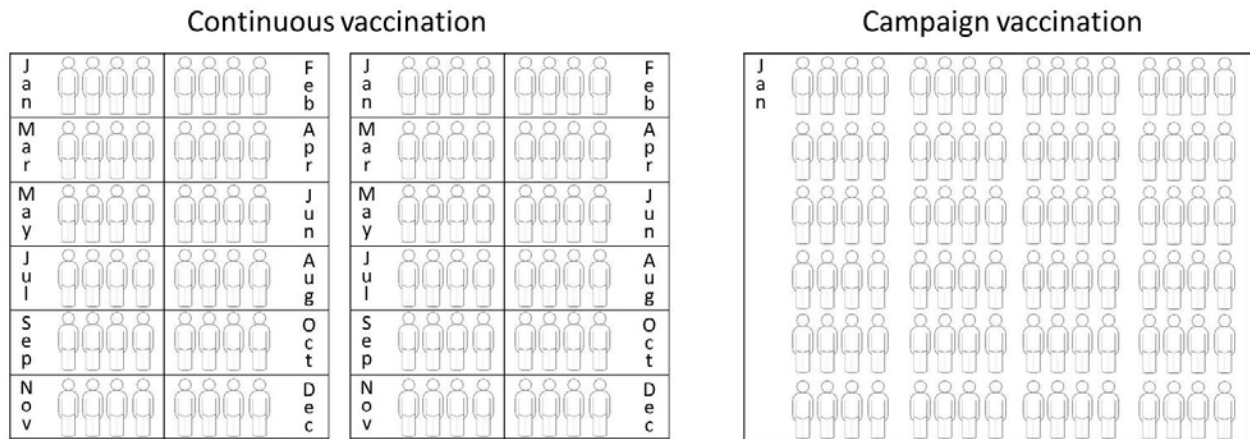 Continuous vaccination
Campaign vaccination
Jan
Feb
Jan
Feb
Jan
Mar
Apr
Mar
Apr
May
Jun
May
Jun
Jul
Aug
Jul
Aug
Sep
Oct
Sep
Oct
Nov
Dec
Nov
Dec